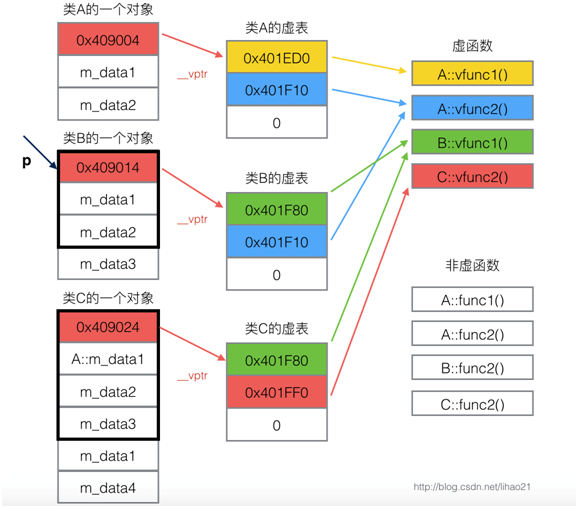 类A的一个对象
0x409004
m_data1
m_data2
__vptr
类A的虚表
0x401ED0
0x401F10
0
p
类B的一个对象
0x409014
m_data1
m_data2
m_data3
__vptr
类B的虚表
0x401F80
0x401F10
0
类C的一个对象
0x409024
A::m_data1
m_data2
m_data3
m_data1
m_data4
__vptr
类C的虚表
0x401F80
0x401FF0
0
虚函数
A::vfunc1()
A::vfunc2()
B::vfunc1()
C::vfunc2()
非虚函数
A::func1()
A::func2()
B::func2()
C::func2()
http://blog.csdn.net/lihao21